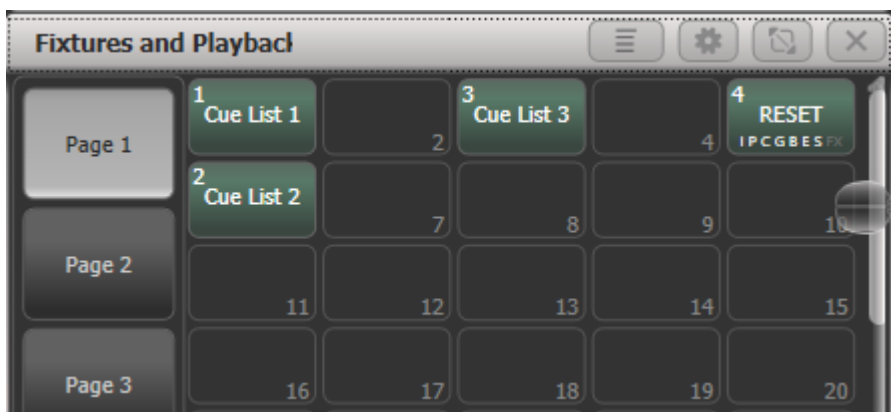 Fixtures and Playback
Page 1
1
Cue List 1
2
3
Cue List 3
4
4
RESET
IPCGBESFX
2
Cue List 2
7
8
9
10
Page 2
11
12
13
14
15
Page 3
16
17
18
19
20